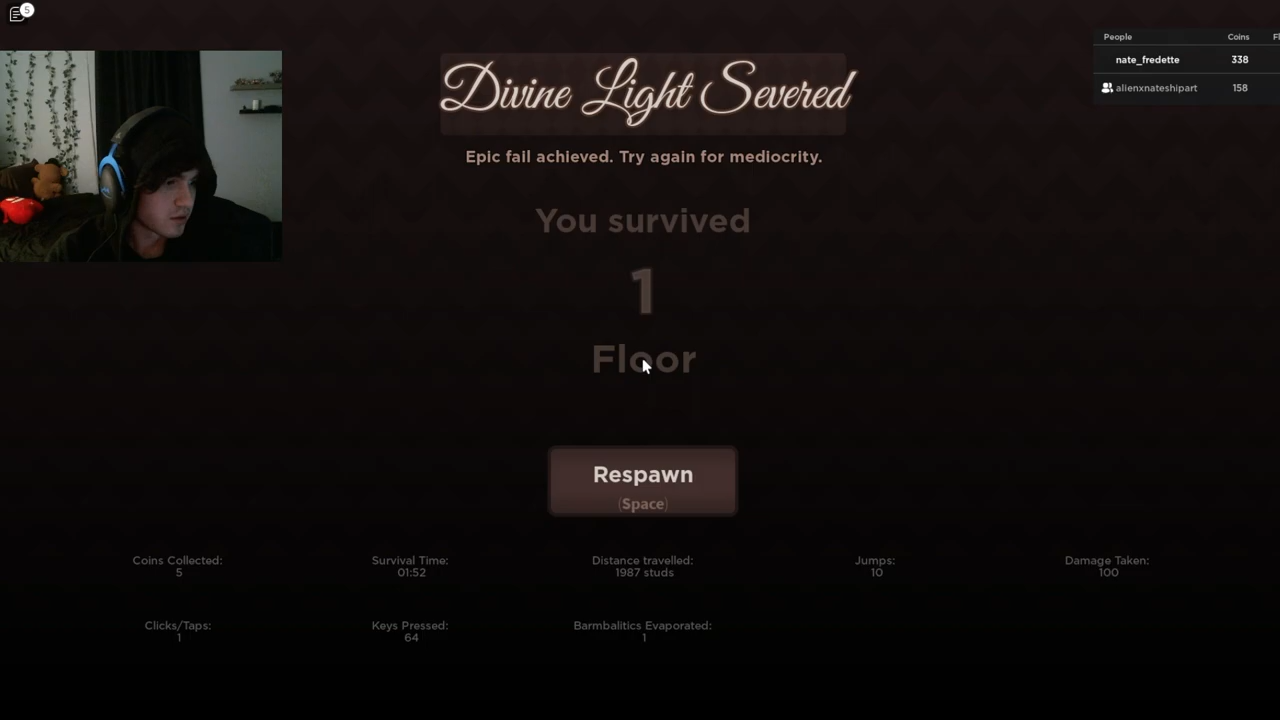 5
People Coins
nate_fredette 338
alienxnateshipart 158
Divine Light Severed
Epic fail achieved. Try again for mediocrity.
You survived
1
Floor
Respawn
(Space)
Coins Collected: Survival Time: Distance travelled: Jumps: Damage Taken:
5 01:52 1987 studs 10 100
Clicks/Taps: Keys Pressed: Barmbalitics Evaporated:
1 64 1